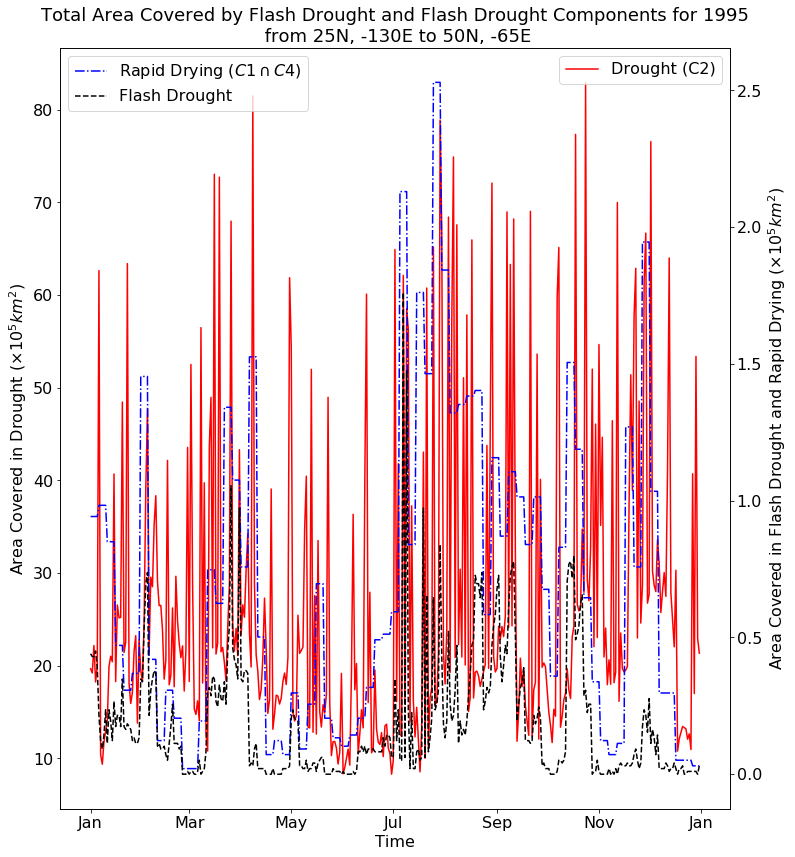 Total Area Covered by Flash Drought and Flash Drought Components for 1995
from 25N, -130E to 50N, -65E
Rapid Drying (C1 ∩ C4)
Flash Drought
Drought (C2)
Area Covered in Drought (×10⁵km²)
80
70
60
50
40
30
20
10
2.5
2.0
1.5
1.0
0.5
0.0
Area Covered in Flash Drought and Rapid Drying (×10⁵km²)
Jan Mar May Jul Sep Nov Jan
Time